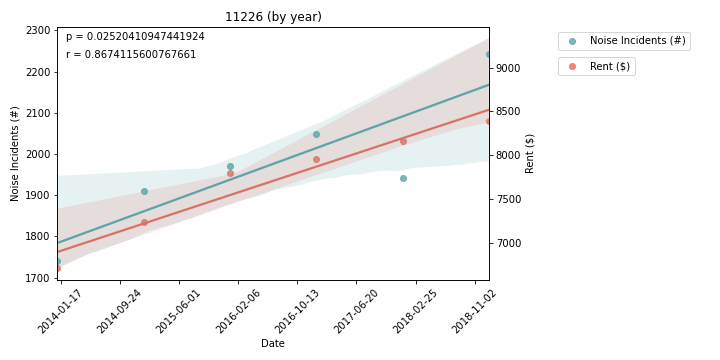 11226 (by year)
p = 0.02520410947441924
r = 0.8674115600767661
Noise Incidents (#)
2300
2200
2100
2000
1900
1800
1700
9000
8500
8000
7500
7000
Rent ($)
2014-01-17
2014-09-24
2015-06-01
2016-02-06
2016-10-13
2017-06-20
2018-02-25
2018-11-02
Date
Noise Incidents (#)
Rent ($)